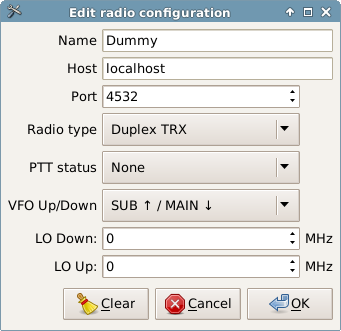 Edit radio configuration
Name Dummy
Host localhost
Port 4532
Radio type Duplex TRX
PTT status None
VFO Up/Down SUB ↑ / MAIN ↓
LO Down: 0 MHz
LO Up: 0 MHz
Clear Cancel OK